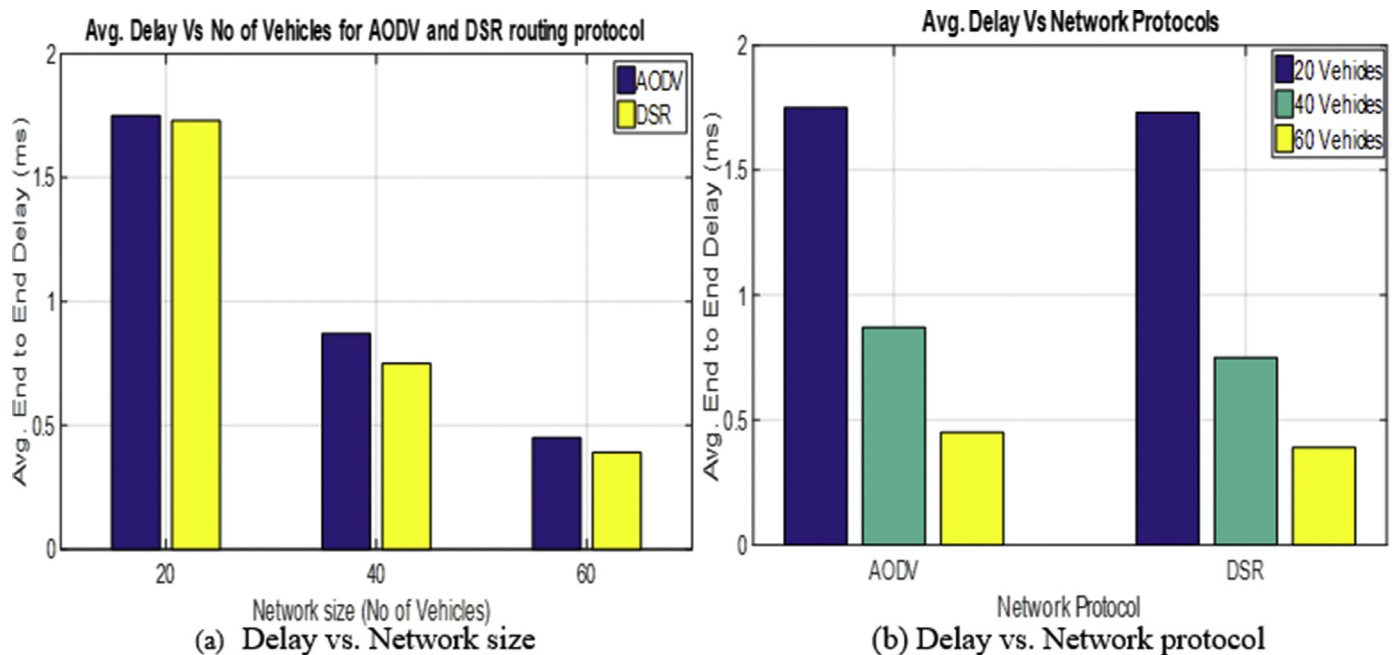 Avg. Delay Vs No of Vehicles for AODV and DSR routing protocol
2
1.5
1
0.5
0
Avg. End to End Delay (ms)
AODV
DSR
20
40
60
Network size (No of Vehicles)
(a) Delay vs. Network size
Avg. Delay Vs Network Protocols
2
1.5
1
0.5
0
Avg. End to End Delay (ms)
20 Vehicles
40 Vehicles
60 Vehicles
AODV
DSR
Network Protocol
(b) Delay vs. Network protocol